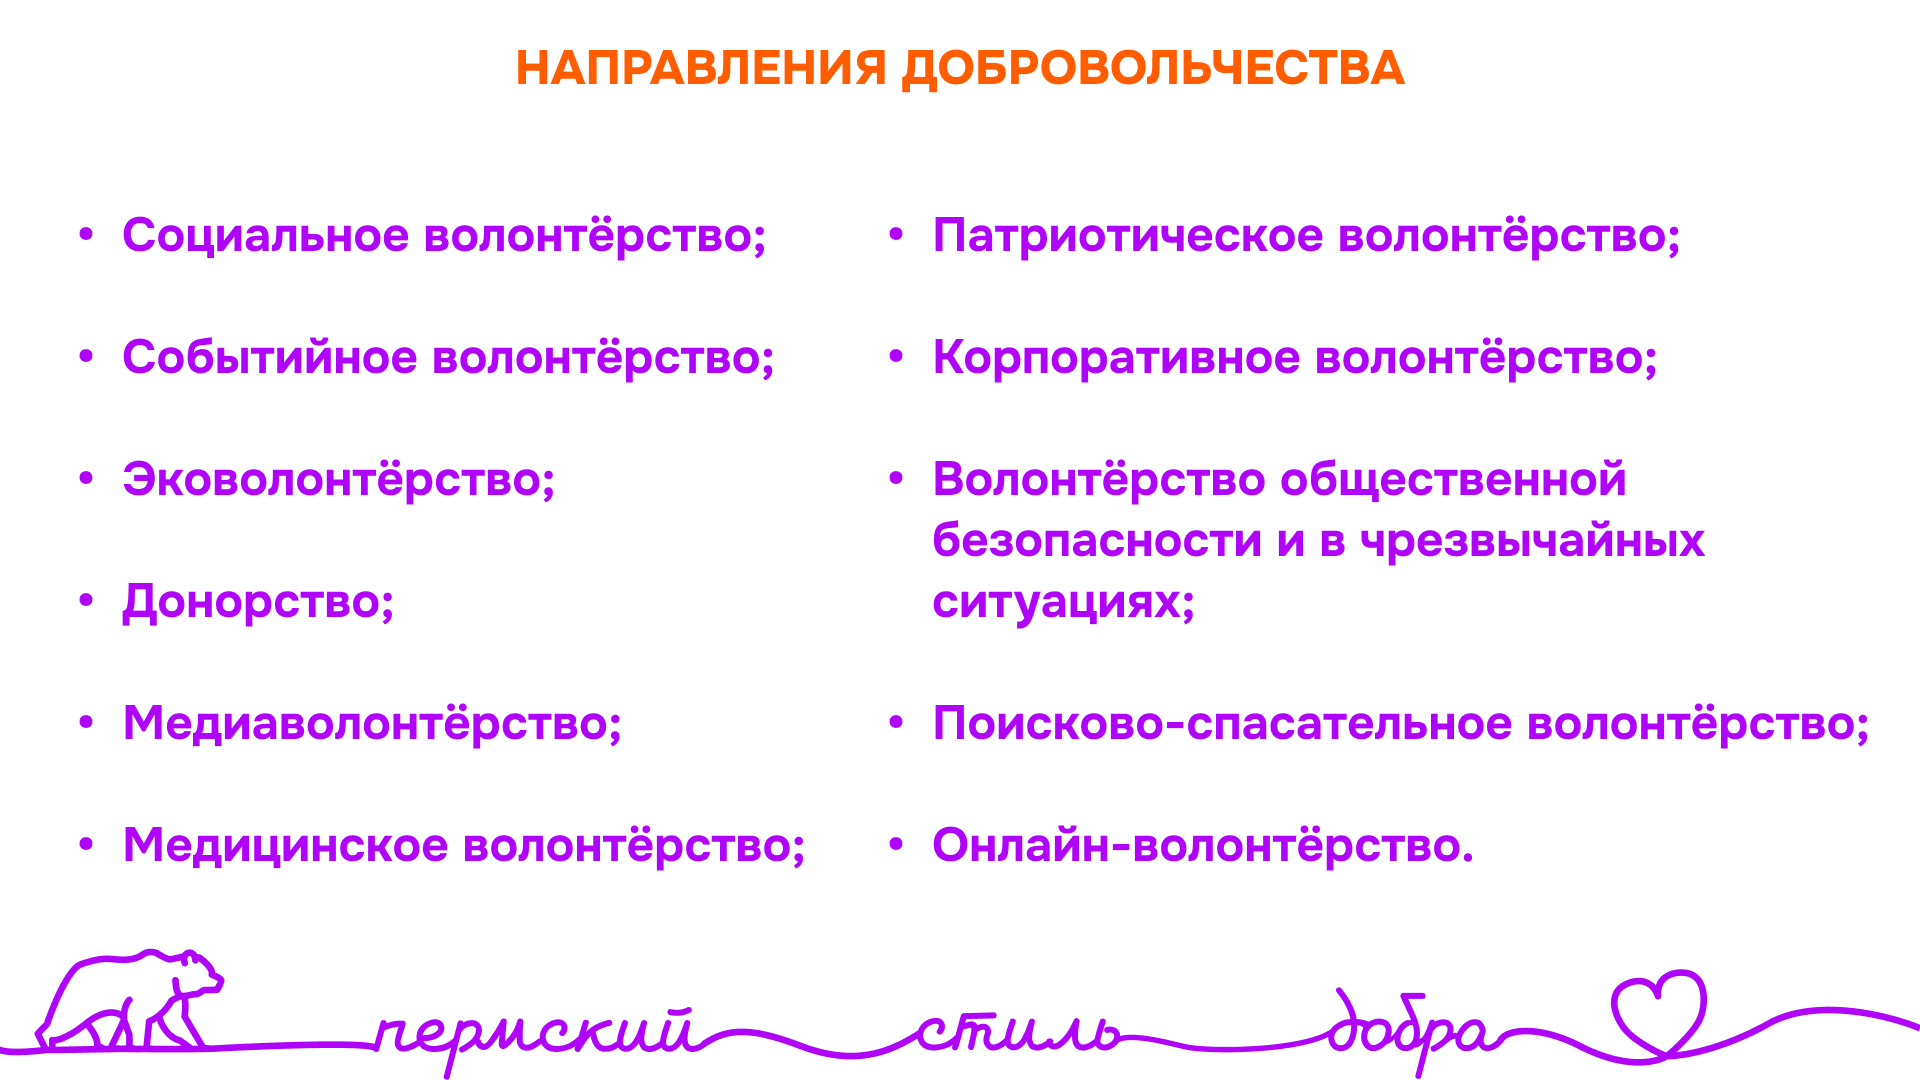 НАПРАВЛЕНИЯ ДОБРОВОЛЬЧЕСТВА
• Социальное волонтёрство;
• Событийное волонтёрство;
• Эковолонтёрство;
• Донорство;
• Медиаволонтёрство;
• Медицинское волонтёрство;
• Патриотическое волонтёрство;
• Корпоративное волонтёрство;
• Волонтёрство общественной
безопасности и в чрезвычайных
ситуациях;
• Поисково-спасательное волонтёрство;
• Онлайн-волонтёрство.
пермский стиль добра